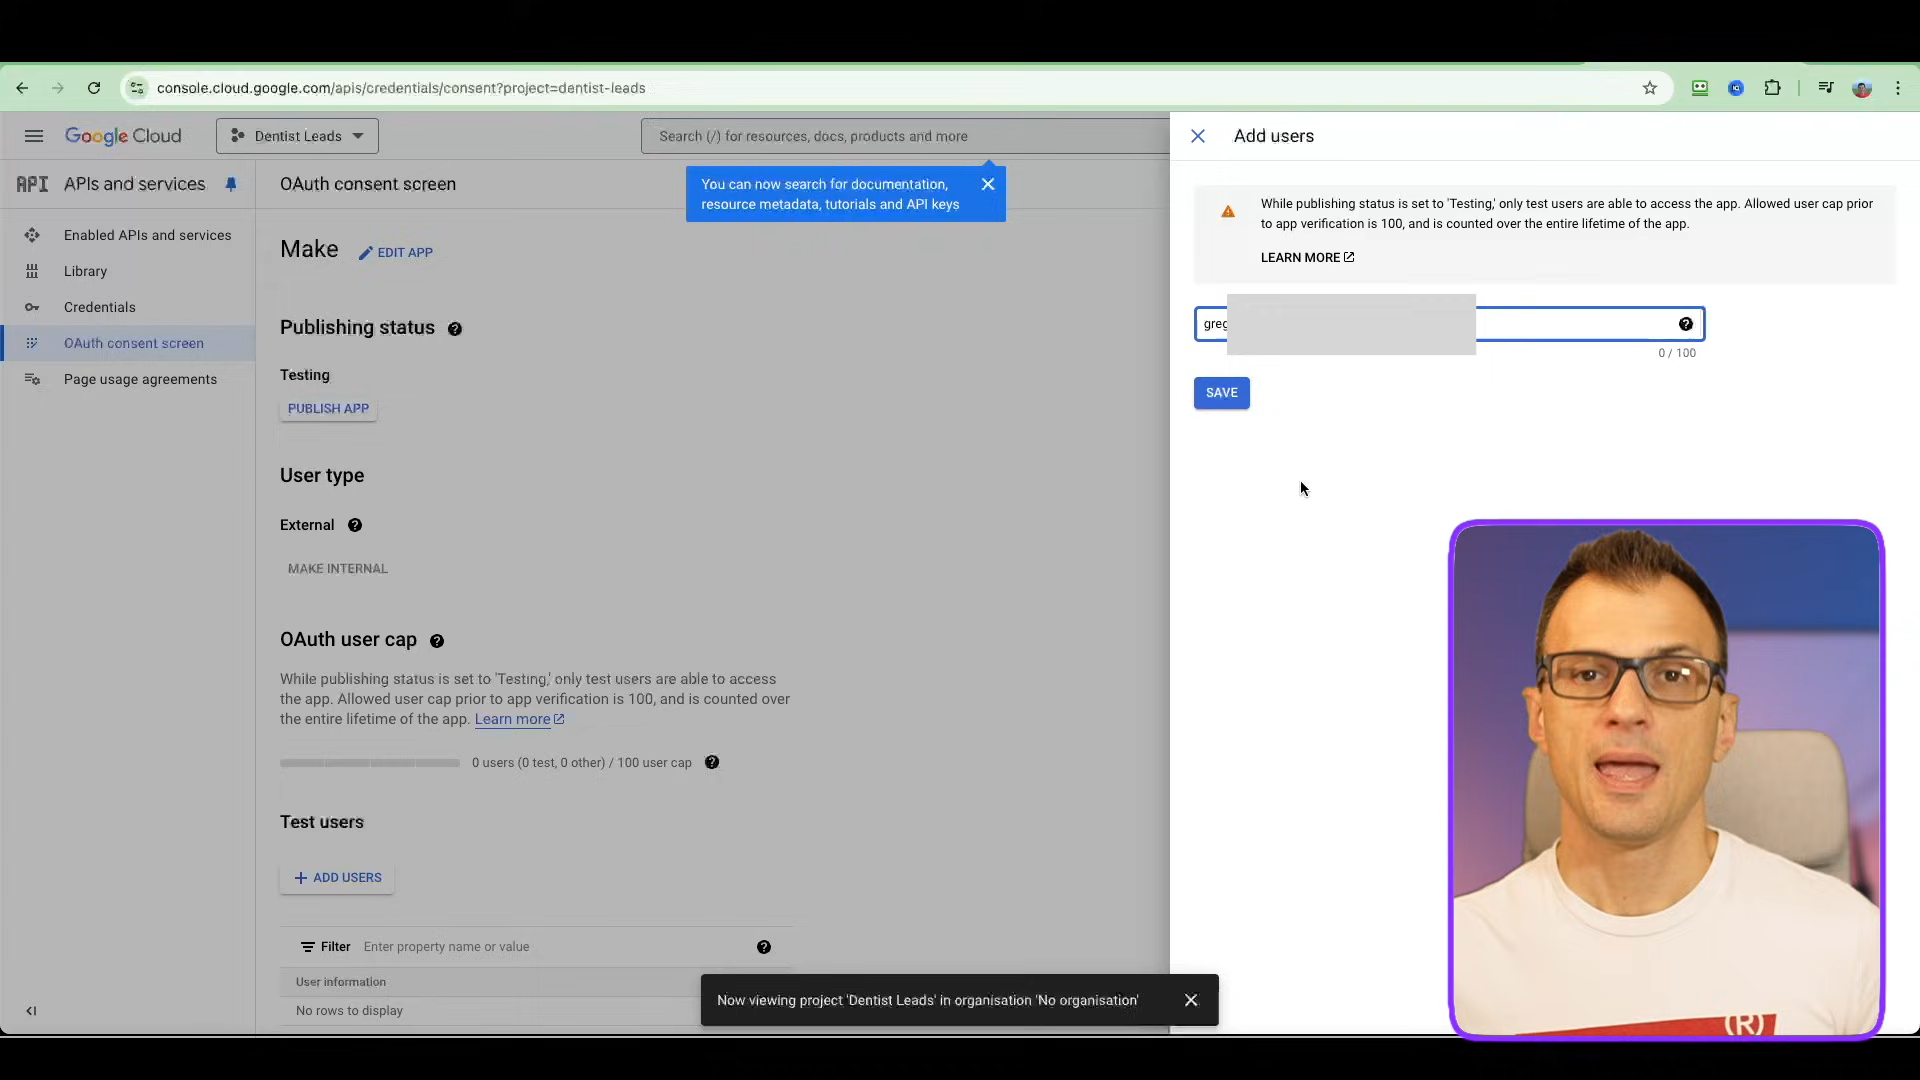 console.cloud.google.com/apis/credentials/consent?project=dentist-leads
Google Cloud
Dentist Leads
Search (/) for resources, docs, products and more
Add users
API APIs and services
OAuth consent screen
You can now search for documentation,
resource metadata, tutorials and API keys
While publishing status is set to 'Testing,' only test users are able to access the app. Allowed user cap prior
to app verification is 100, and is counted over the entire lifetime of the app.
LEARN MORE
greg
0 / 100
SAVE
Enabled APIs and services
Library
Credentials
OAuth consent screen
Page usage agreements
Make
EDIT APP
Publishing status
Testing
PUBLISH APP
User type
External
MAKE INTERNAL
OAuth user cap
While publishing status is set to 'Testing,' only test users are able to access
the app. Allowed user cap prior to app verification is 100, and is counted over
the entire lifetime of the app. Learn more
0 users (0 test, 0 other) / 100 user cap
Test users
ADD USERS
Filter Enter property name or value
User information
No rows to display
Now viewing project 'Dentist Leads' in organisation 'No organisation'
(R)